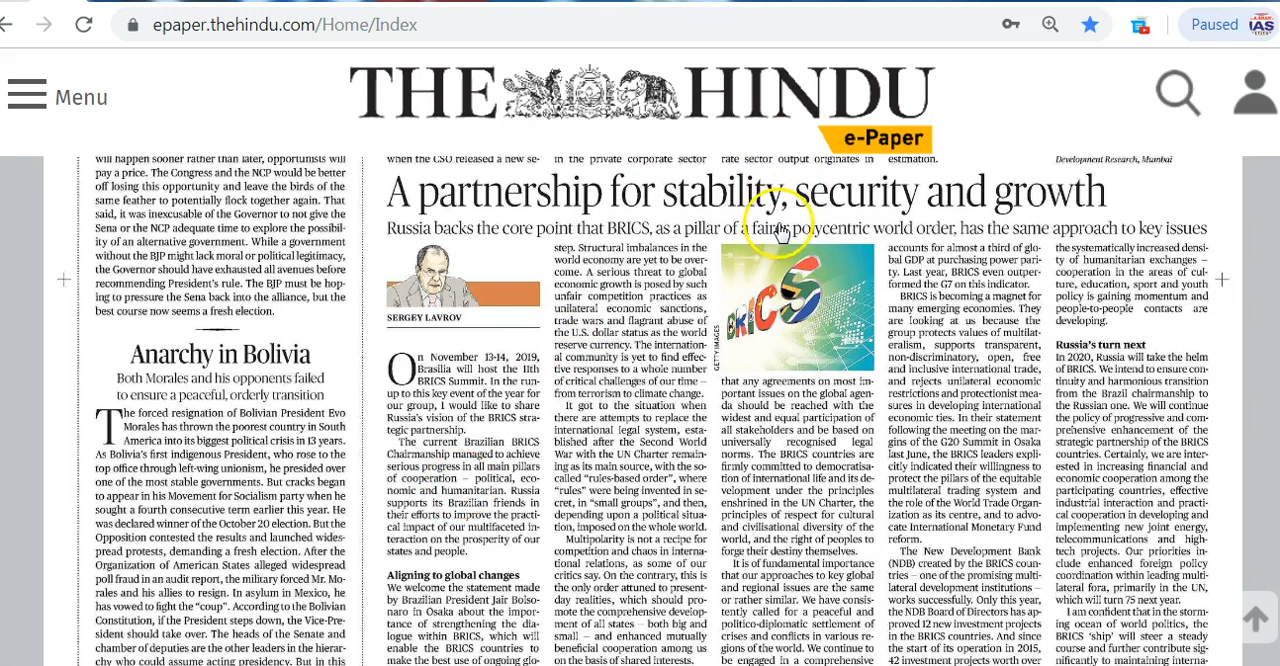 epaper.thehindu.com/Home/Index
Paused
IAS
Menu
THE HINDU
e-Paper
will happen sooner rather than later, opportunists will
pay a price. The Congress and the NCP would be better
off losing this opportunity and leave the birds of the
same feather to potentially flock together again. That
said, it was inexcusable of the Governor to not give the
Sena or the NCP adequate time to explore the possibili-
ty of an alternative government. While a government
without the BJP might lack moral or political legitimacy,
the Governor should have exhausted all avenues before
recommending President's rule. The BJP must be hop-
ing to pressure the Sena back into the alliance, but the
best course now seems a fresh election.
Anarchy in Bolivia
Both Morales and his opponents failed
to ensure a peaceful, orderly transition
The forced resignation of Bolivian President Evo
Morales has thrown the poorest country in South
America into its biggest political crisis in 13 years.
As Bolivia's first indigenous President, who rose to the
top office through left-wing unionism, he presided over
one of the most stable governments. But cracks began
to appear in his Movement for Socialism party when he
sought a fourth consecutive term earlier this year. He
was declared winner of the October 20 election. But the
Opposition contested the results and launched wides-
pread protests, demanding a fresh election. After the
Organization of American States alleged widespread
poll fraud in an audit report, the military forced Mr. Mo-
rales and his allies to resign. In asylum in Mexico, he
has vowed to fight the "coup". According to the Bolivian
Constitution, if the President steps down, the Vice-Pre-
sident should take over. The heads of the Senate and
chamber of deputies are the other leaders in the hierar-
chy who could assume acting presidency. But in this
when the CSO released a new se-
in the private corporate sector
rate sector output originates in
estimation.
Development Research, Mumbai
A partnership for stability, security and growth
Russia backs the core point that BRICS, as a pillar of a fair, polycentric world order, has the same approach to key issues
SERGEY LAVROV
On November 13-14, 2019,
Brasilia will host the 11th
BRICS Summit. In the run-
up to this key event of the year for
our group, I would like to share
Russia's vision of the BRICS stra-
tegic partnership.
The current Brazilian BRICS
Chairmanship managed to achieve
serious progress in all main pillars
of cooperation – political, eco-
nomic and humanitarian. Russia
supports its Brazilian friends in
their efforts to improve the practi-
cal impact of our multifaceted in-
teraction on the prosperity of our
states and people.
Aligning to global changes
We welcome the statement made
by Brazilian President Jair Bolso-
naro in Osaka about the impor-
tance of strengthening the dia-
logue within BRICS, which will
enable the BRICS countries to
make the best use of ongoing glo-
step. Structural imbalances in the
world economy are yet to be over-
come. A serious threat to global
economic growth is posed by such
unfair competition practices as
unilateral economic sanctions,
trade wars and flagrant abuse of
the U.S. dollar status as the world
reserve currency. The internation-
al community is yet to find effec-
tive responses to a whole number
of critical challenges of our time –
from terrorism to climate change.
It got to the situation when
there are attempts to replace the
international legal system, estab-
lished after the Second World
War with the UN Charter remain-
ing as its main source, with the so-
called "rules-based order", where
"rules" were being invented in se-
cret, in "small groups", and then,
depending upon a political situa-
tion, imposed on the whole world.
Multipolarity is not a recipe for
competition and chaos in interna-
tional relations, as some of our
critics say. On the contrary, this is
the only order attuned to present-
day realities, which should pro-
mote the comprehensive develop-
ment of all states – both big and
small – and enhanced mutually
beneficial cooperation among us
on the basis of shared interests.
BRICS
GETTY IMAGES
that any agreements on most im-
portant issues on the global agen-
da should be reached with the
widest and equal participation of
all stakeholders and be based on
universally recognised legal
norms. The BRICS countries are
firmly committed to democratisa-
tion of international life and its de-
velopment under the principles
enshrined in the UN Charter, the
principles of respect for cultural
and civilisational diversity of the
world, and the right of peoples to
forge their destiny themselves.
It is of fundamental importance
that our approaches to key global
and regional issues are the same
or rather similar. We have consis-
tently called for a peaceful and
politico-diplomatic settlement of
crises and conflicts in various re-
gions of the world. We continue to
be engaged in a comprehensive
accounts for almost a third of glo-
bal GDP at purchasing power pari-
ty. Last year, BRICS even outper-
formed the G7 on this indicator.
BRICS is becoming a magnet for
many emerging economies. They
are looking at us because the
group protects values of multilat-
eralism, supports transparent,
non-discriminatory, open, free
and inclusive international trade,
and rejects unilateral economic
restrictions and protectionist mea-
sures in developing international
economic ties. In their statement
following the meeting on the mar-
gins of the G20 Summit in Osaka
last June, the BRICS leaders expli-
citly indicated their willingness to
protect the pillars of the equitable
multilateral trading system and
the role of the World Trade Organ-
ization as its centre, and to advo-
cate International Monetary Fund
reform.
The New Development Bank
(NDB) created by the BRICS coun-
tries – one of the promising multi-
lateral development institutions –
works successfully. Only this year,
the NDB Board of Directors has ap-
proved 12 new investment projects
in the BRICS countries. And since
the start of its operation in 2015,
42 investment projects worth over
the systematically increased densi-
ty of humanitarian exchanges –
cooperation in the areas of cul-
ture, education, sport and youth
policy is gaining momentum and
people-to-people contacts are
developing.
Russia's turn next
In 2020, Russia will take the helm
of BRICS. We intend to ensure con-
tinuity and harmonious transition
from the Brazil chairmanship to
the Russian one. We will continue
the policy of progressive and com-
prehensive enhancement of the
strategic partnership of the BRICS
countries. Certainly, we are inter-
ested in increasing financial and
economic cooperation among the
participating countries, effective
industrial interaction and practi-
cal cooperation in developing and
implementing new joint energy,
telecommunications and high-
tech projects. Our priorities in-
clude enhanced foreign policy
coordination within leading multi-
lateral fora, primarily in the UN,
which will turn 75 next year.
I am confident that in the storm-
ing ocean of world politics, the
BRICS 'ship' will steer a steady
course and further contribute sig-
nificantly to maintaining interna-